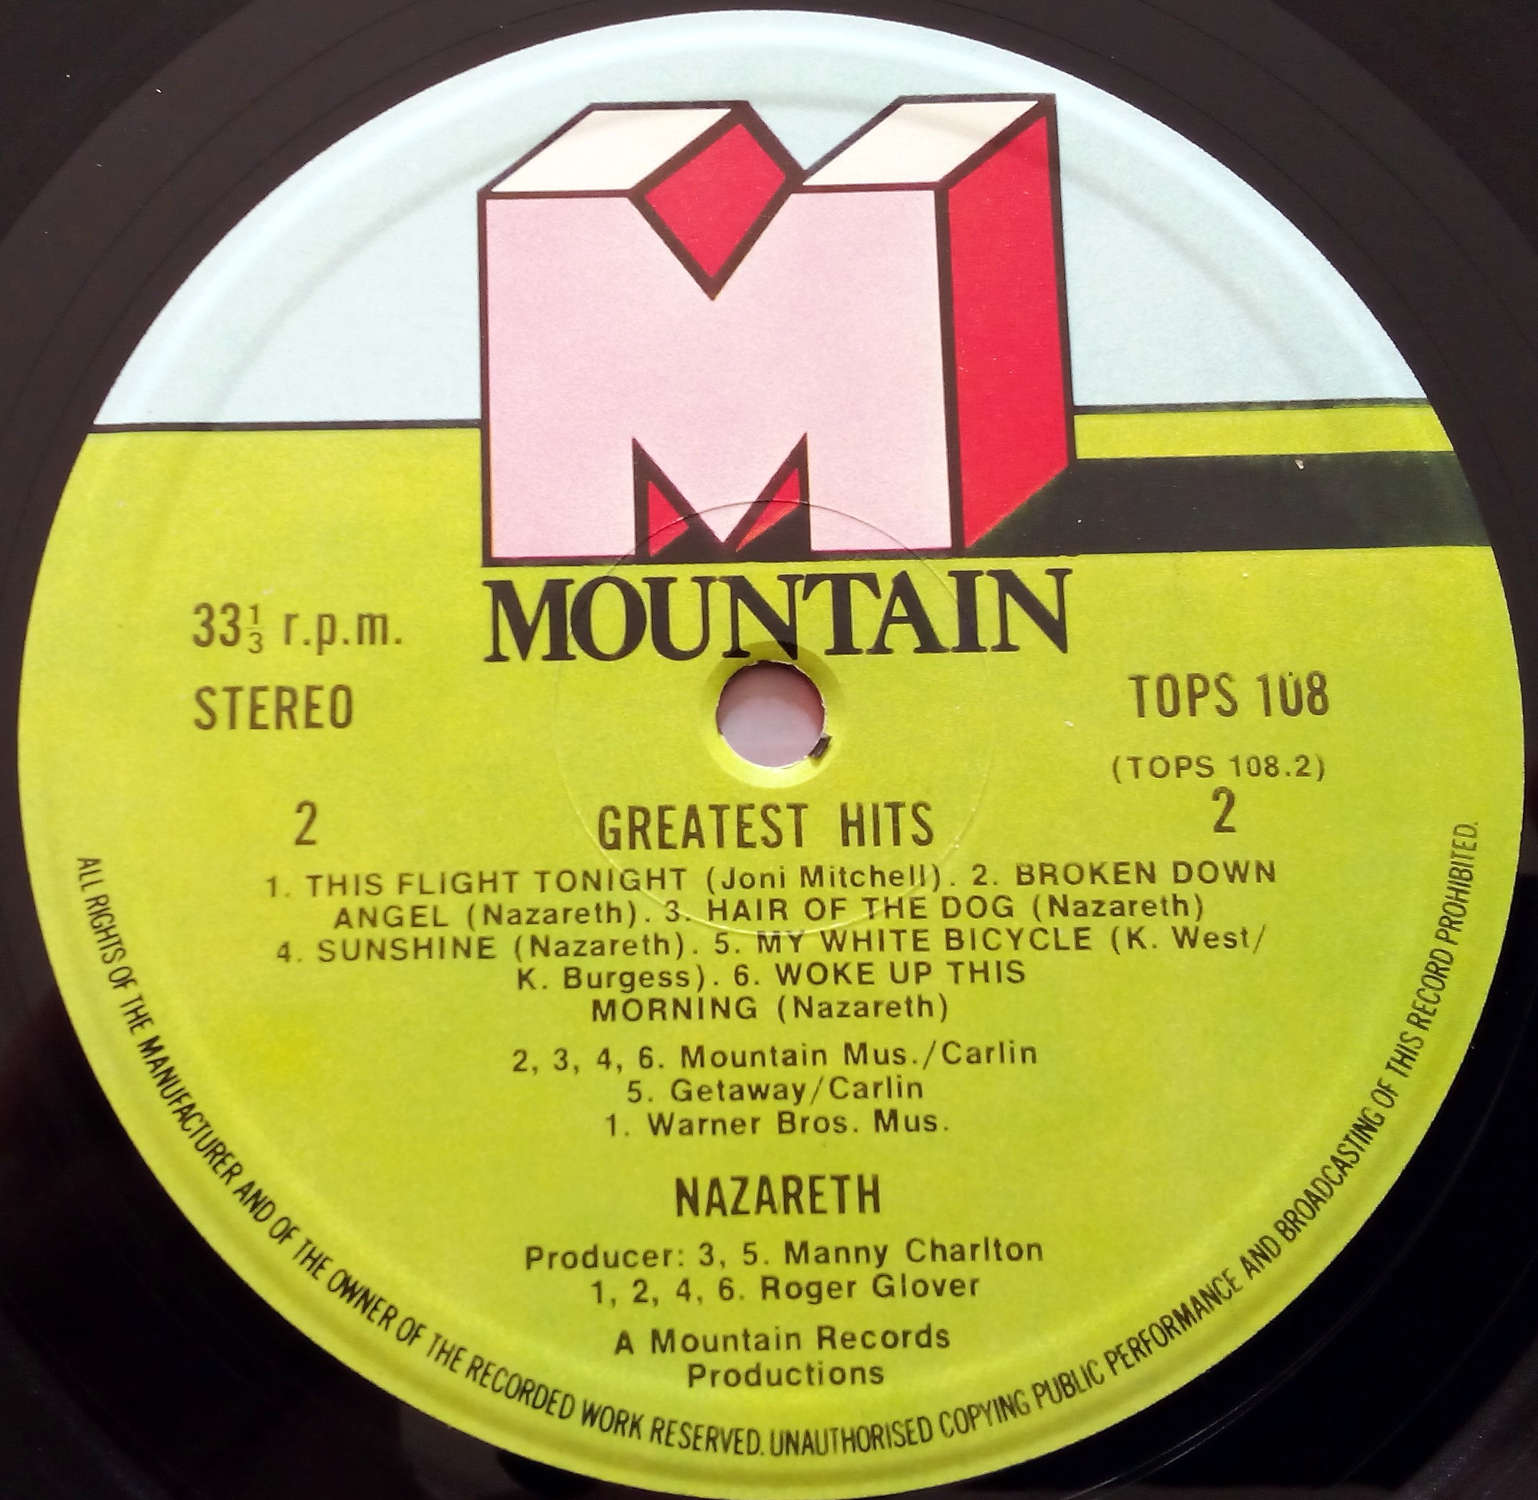 MOUNTAIN
33⅓ r.p.m.
STEREO
TOPS 108
(TOPS 108.2)
2
2
GREATEST HITS
1. THIS FLIGHT TONIGHT (Joni Mitchell). 2. BROKEN DOWN
ANGEL (Nazareth). 3. HAIR OF THE DOG (Nazareth)
4. SUNSHINE (Nazareth). 5. MY WHITE BICYCLE (K. West/
K. Burgess). 6. WOKE UP THIS
MORNING (Nazareth)
2, 3, 4, 6. Mountain Mus./Carlin
5. Getaway/Carlin
1. Warner Bros. Mus.
NAZARETH
Producer: 3, 5. Manny Charlton
1, 2, 4, 6. Roger Glover
A Mountain Records
Productions
ALL RIGHTS OF THE MANUFACTURER AND OF THE OWNER OF THE RECORDED WORK RESERVED. UNAUTHORISED COPYING PUBLIC PERFORMANCE AND BROADCASTING OF THIS RECORD PROHIBITED.